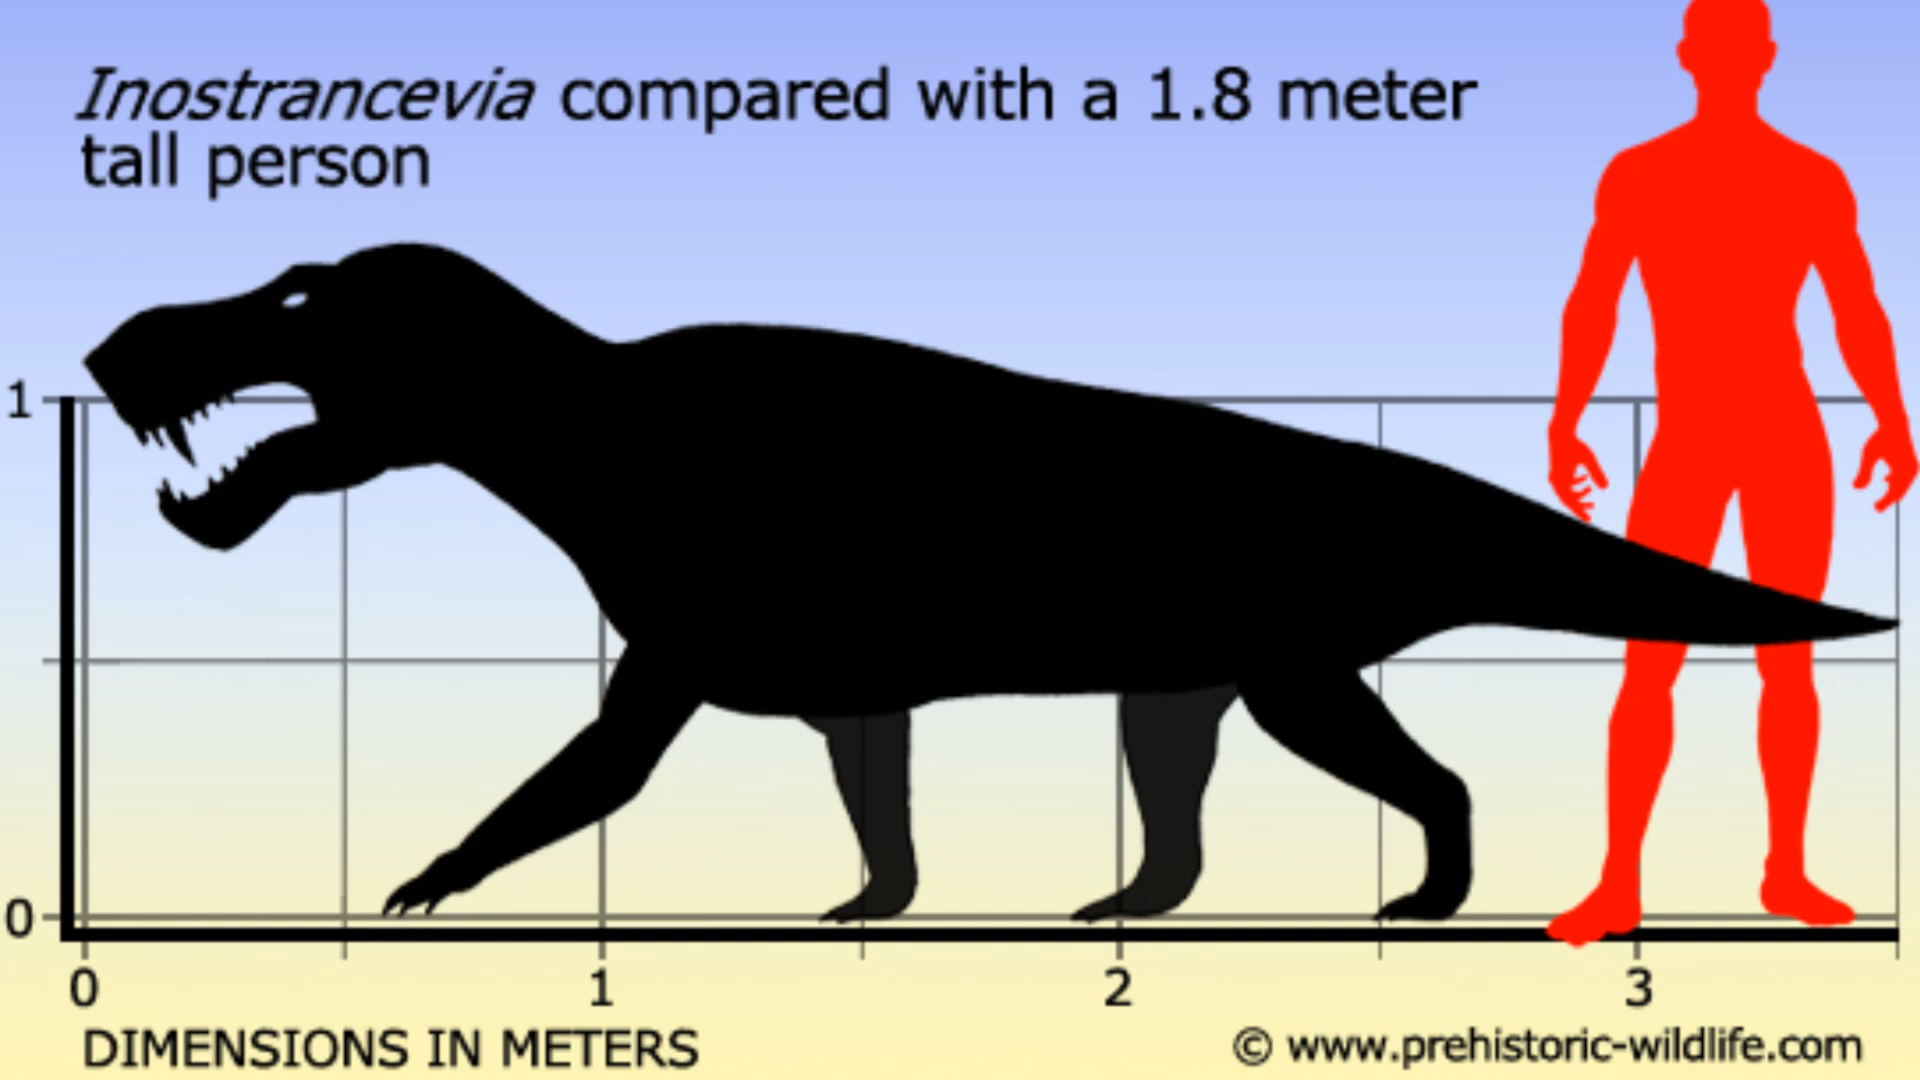 Inostrancevia compared with a 1.8 meter
tall person
1
0
0 1 2 3
DIMENSIONS IN METERS
© www.prehistoric-wildlife.com